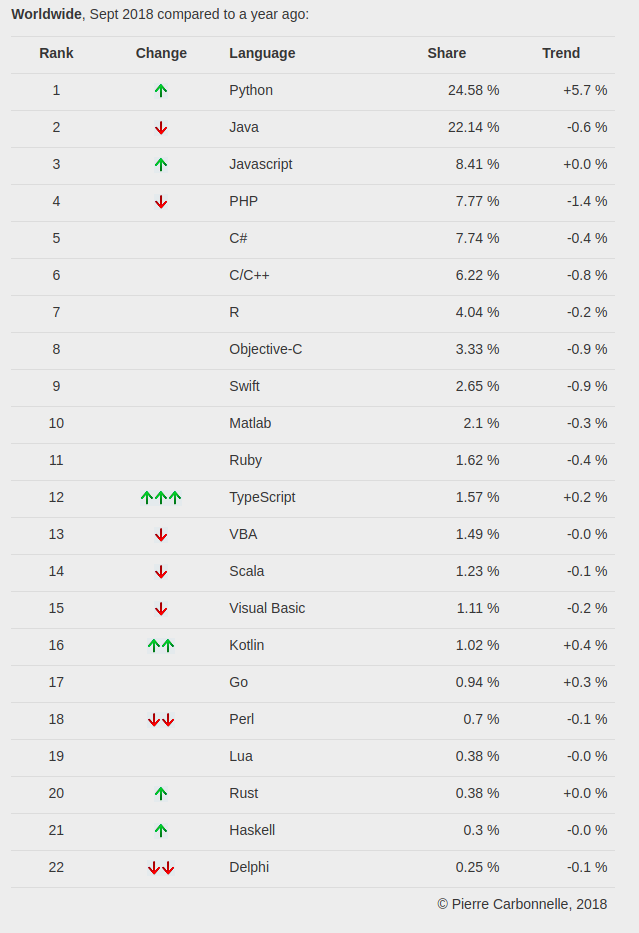 Worldwide, Sept 2018 compared to a year ago:
Rank Change Language Share Trend
1 ↑ Python 24.58 % +5.7 %
2 ↓ Java 22.14 % -0.6 %
3 ↑ Javascript 8.41 % +0.0 %
4 ↓ PHP 7.77 % -1.4 %
5 C# 7.74 % -0.4 %
6 C/C++ 6.22 % -0.8 %
7 R 4.04 % -0.2 %
8 Objective-C 3.33 % -0.9 %
9 Swift 2.65 % -0.9 %
10 Matlab 2.1 % -0.3 %
11 Ruby 1.62 % -0.4 %
12 ↑↑↑ TypeScript 1.57 % +0.2 %
13 ↓ VBA 1.49 % -0.0 %
14 ↓ Scala 1.23 % -0.1 %
15 ↓ Visual Basic 1.11 % -0.2 %
16 ↑↑ Kotlin 1.02 % +0.4 %
17 Go 0.94 % +0.3 %
18 ↓↓ Perl 0.7 % -0.1 %
19 Lua 0.38 % -0.0 %
20 ↑ Rust 0.38 % +0.0 %
21 ↑ Haskell 0.3 % -0.0 %
22 ↓↓ Delphi 0.25 % -0.1 %
© Pierre Carbonnelle, 2018